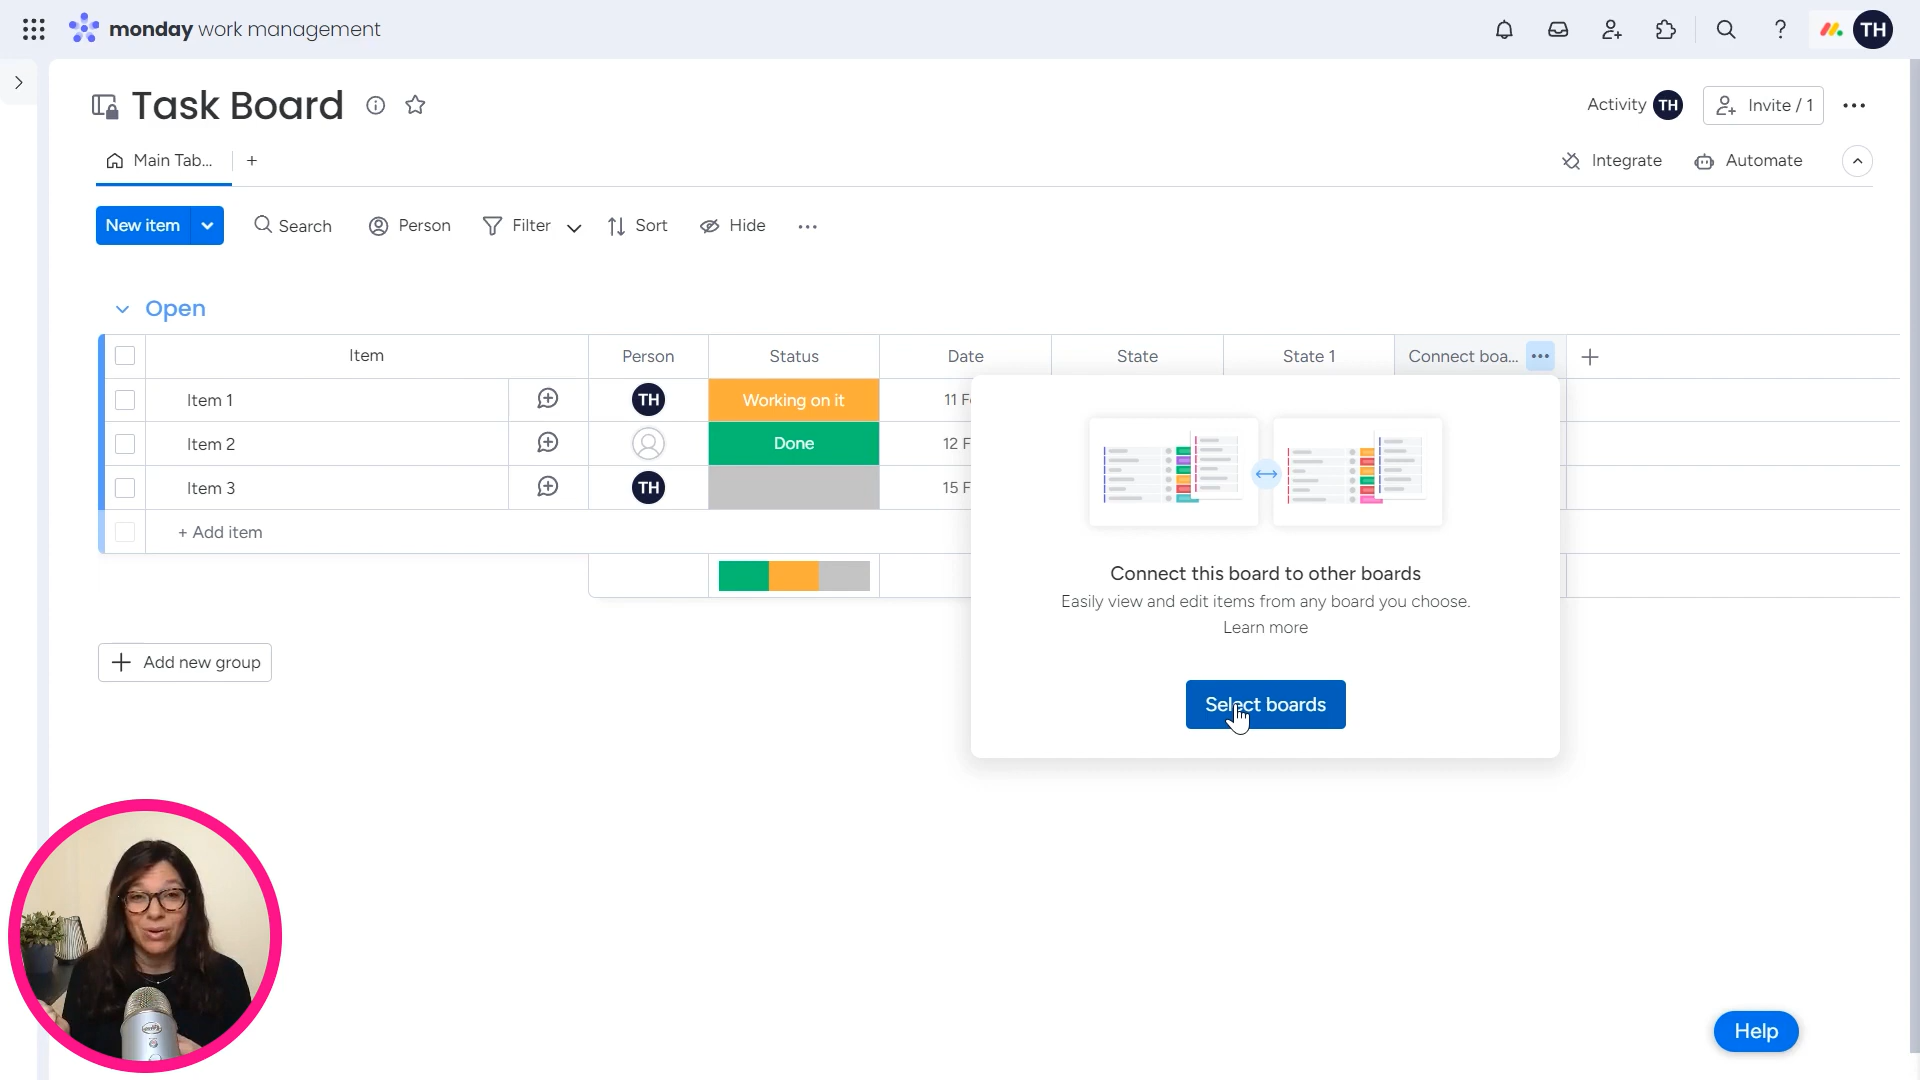 monday work management
TH
Task Board
Activity TH
Invite / 1
Main Tab...
+
Integrate
Automate
New item
Search
Person
Filter
Sort
Hide
Open
Item Person Status Date State State 1 Connect boa...
Item 1 TH Working on it 11 F
Item 2 Done 12 F
Item 3 TH 15 F
+ Add item
Connect this board to other boards
Easily view and edit items from any board you choose.
Learn more
Select boards
+ Add new group
Help